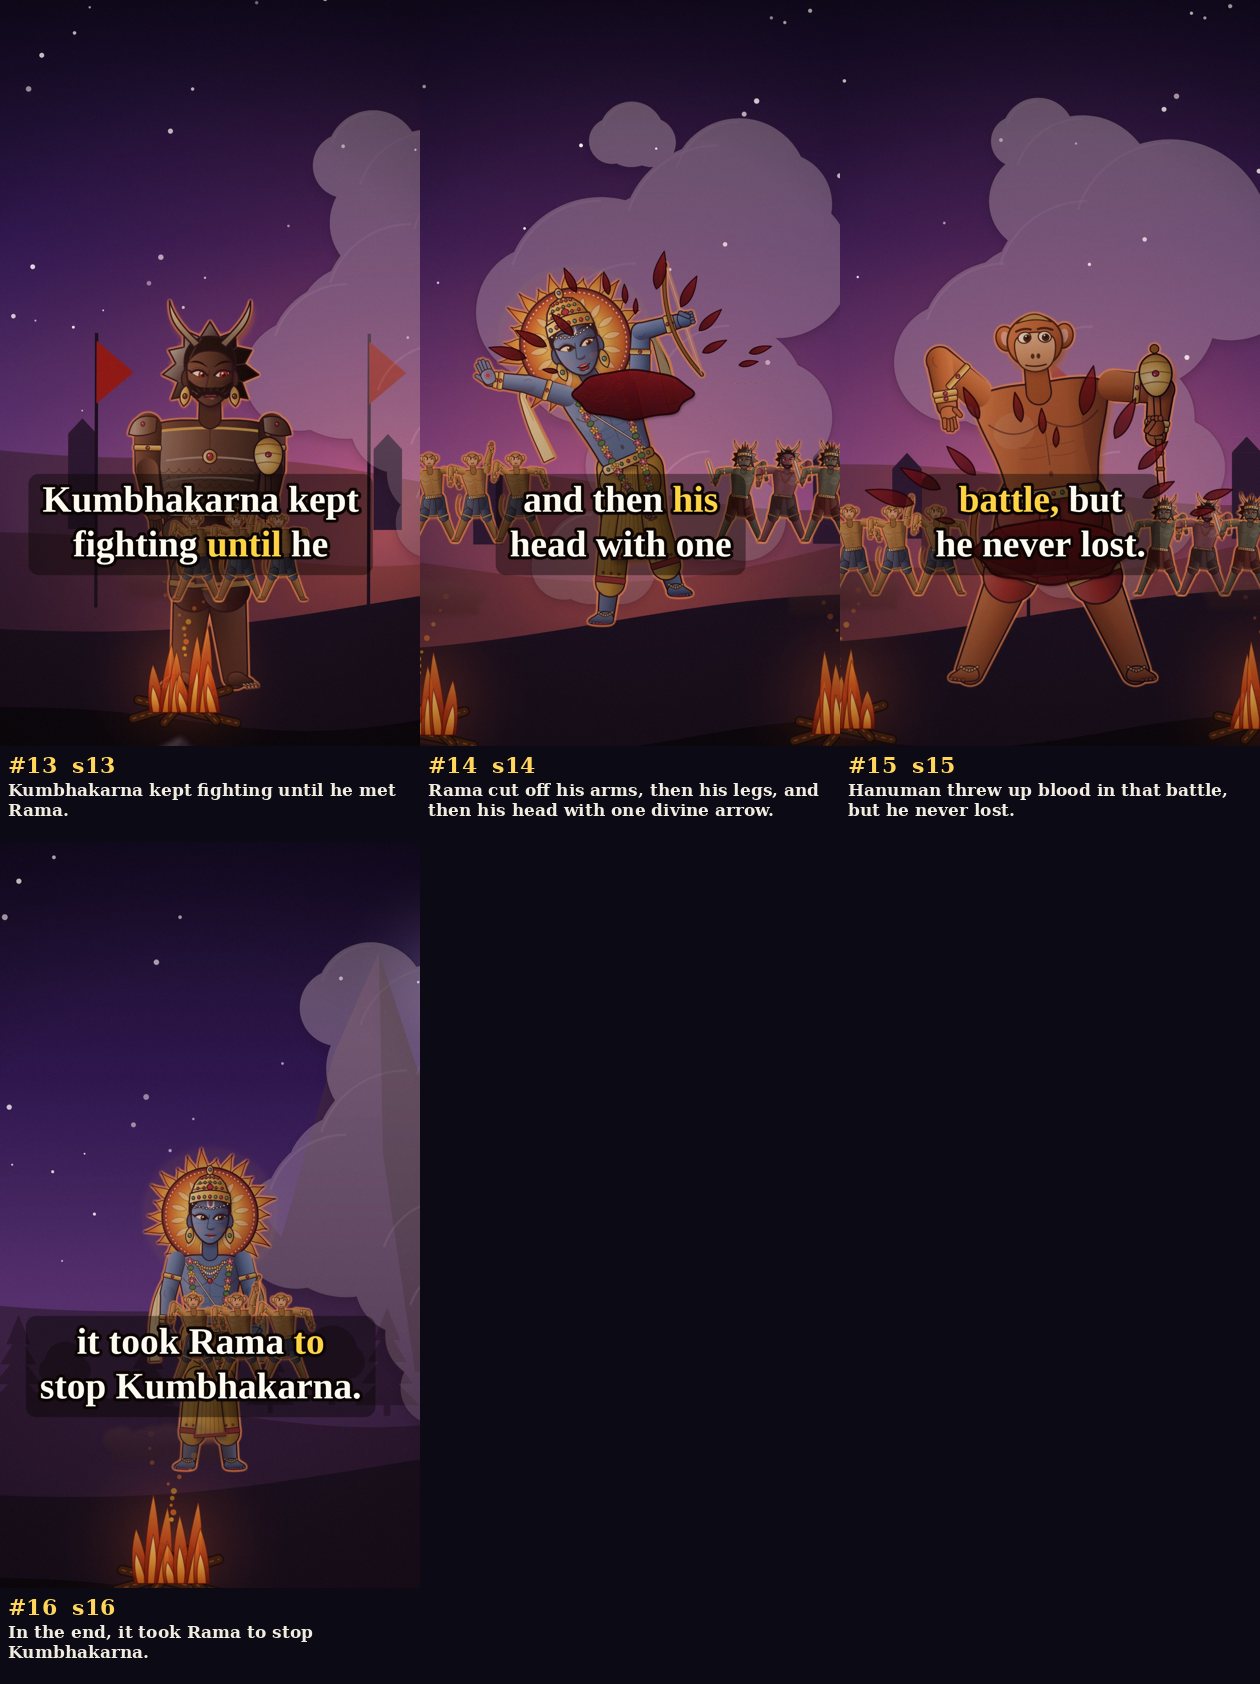 Kumbhakarna kept
fighting until he
#13 s13
Kumbhakarna kept fighting until he met
Rama.
and then his
head with one
#14 s14
Rama cut off his arms, then his legs, and
then his head with one divine arrow.
battle, but
he never lost.
#15 s15
Hanuman threw up blood in that battle,
but he never lost.
it took Rama to
stop Kumbhakarna.
#16 s16
In the end, it took Rama to stop
Kumbhakarna.